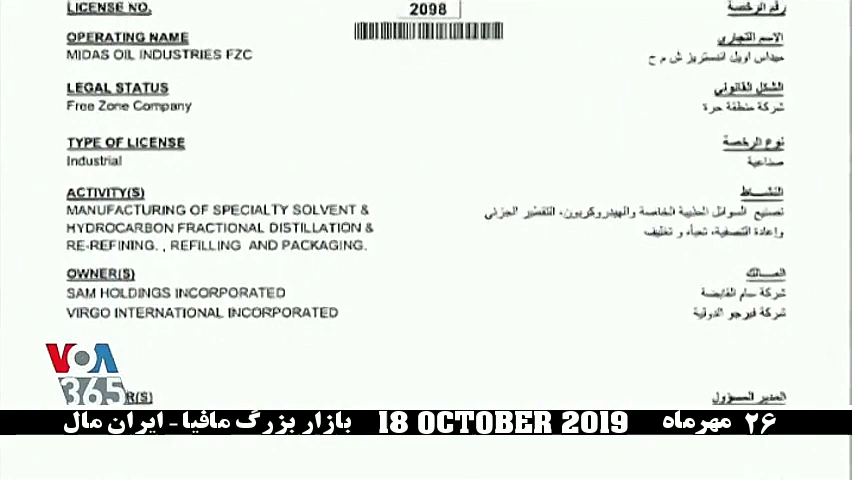 LICENSE NO. 2098 رقم الرخصة
OPERATING NAME الإسم التجاري
MIDAS OIL INDUSTRIES FZC ميداس اويل اندستريز ش م ح
LEGAL STATUS الشكل القانوني
Free Zone Company شركة منطقة حرة
TYPE OF LICENSE نوع الرخصة
Industrial صناعية
ACTIVITY(S) النشاط
MANUFACTURING OF SPECIALTY SOLVENT & تصنيع السوائل الطبية الخاصة والهيدروكربون، التقطير الجزئي
HYDROCARBON FRACTIONAL DISTILLATION & وإعادة التصفية، تعبأة و تغليف
RE-REFINING. , REFILLING AND PACKAGING.
OWNER(S) المالك
SAM HOLDINGS INCORPORATED شركة سام القابضة
VIRGO INTERNATIONAL INCORPORATED شركة فيرجو الدولية
VOA
365
R(S) المدير المسؤول
۲۶ مهرماه 18 OCTOBER 2019 بازار بزرگ مافیا - ایران مال